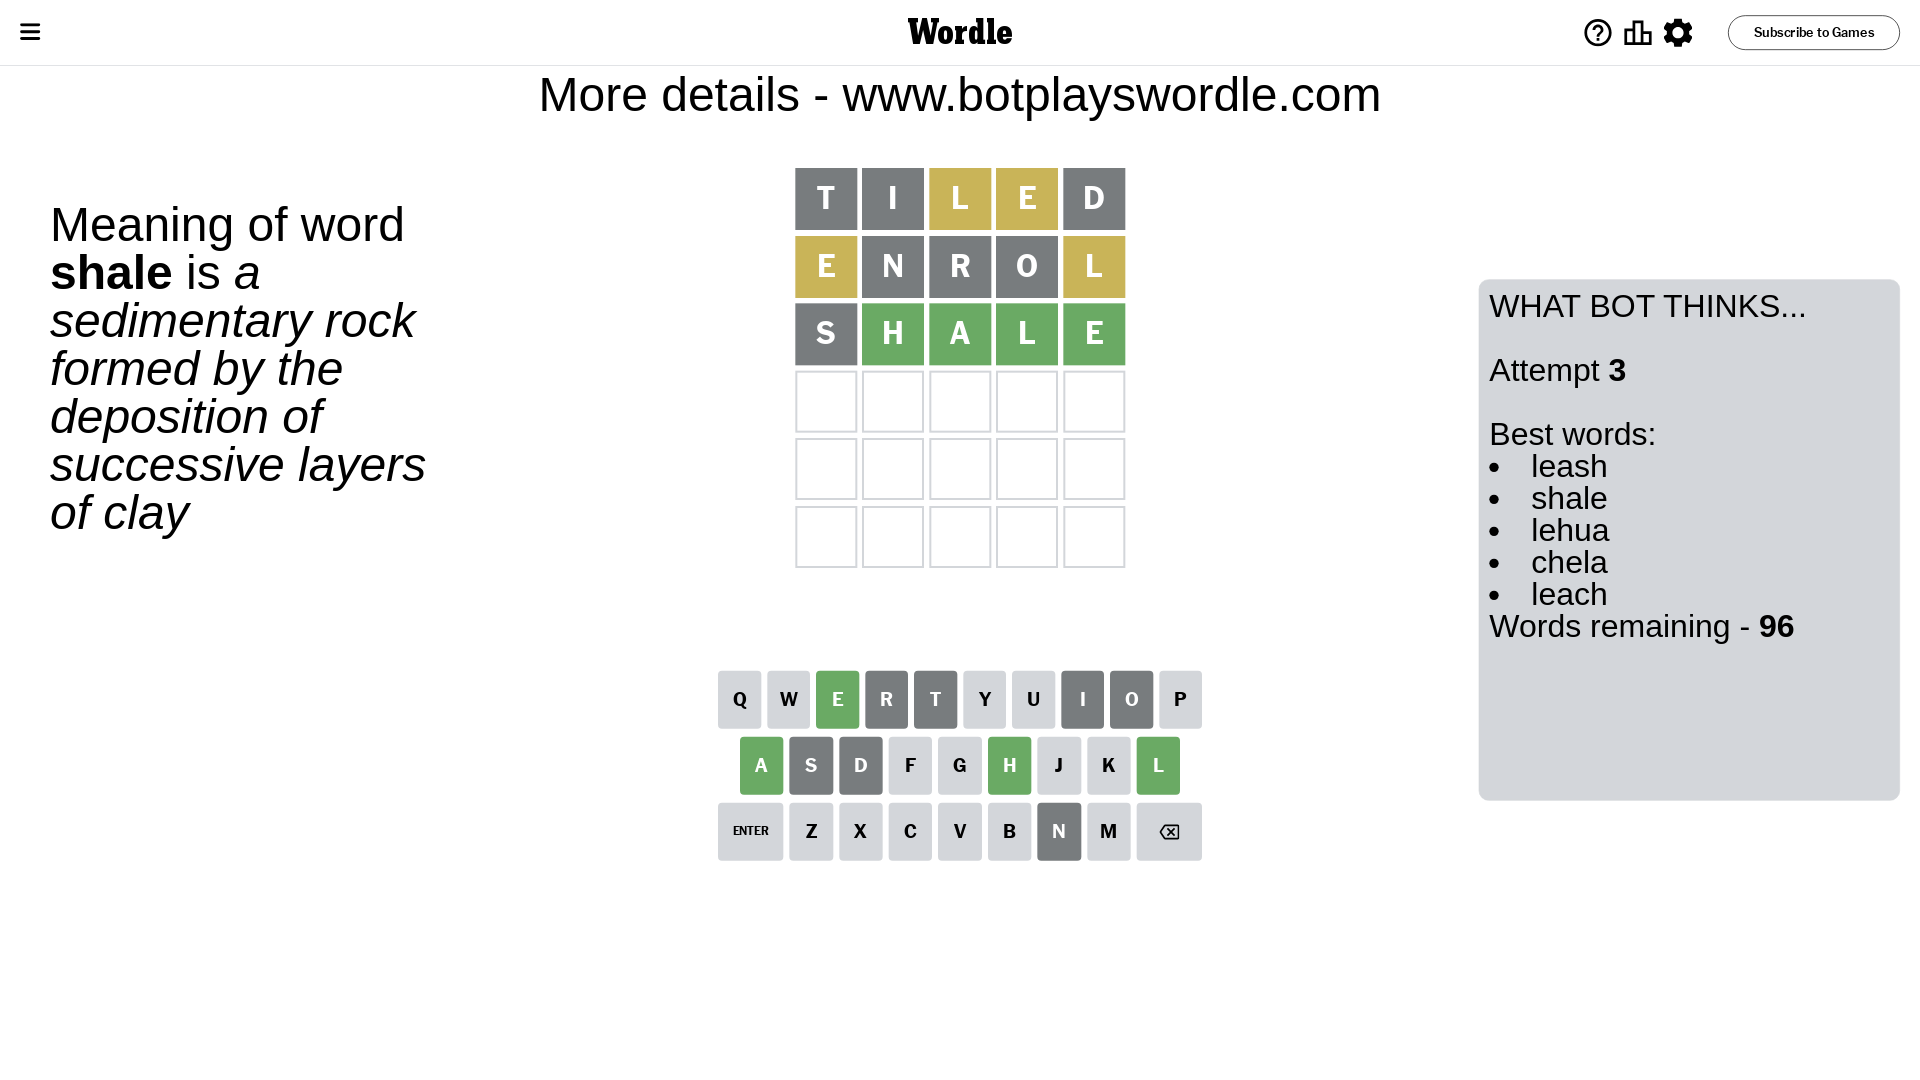 Wordle
Subscribe to Games
More details - www.botplayswordle.com
Meaning of word
shale is a
sedimentary rock
formed by the
deposition of
successive layers
of clay
T I L E D
E N R O L
S H A L E
WHAT BOT THINKS...
Attempt 3
Best words:
• leash
• shale
• lehua
• chela
• leach
Words remaining - 96
Q W E R T Y U I O P
A S D F G H J K L
ENTER Z X C V B N M